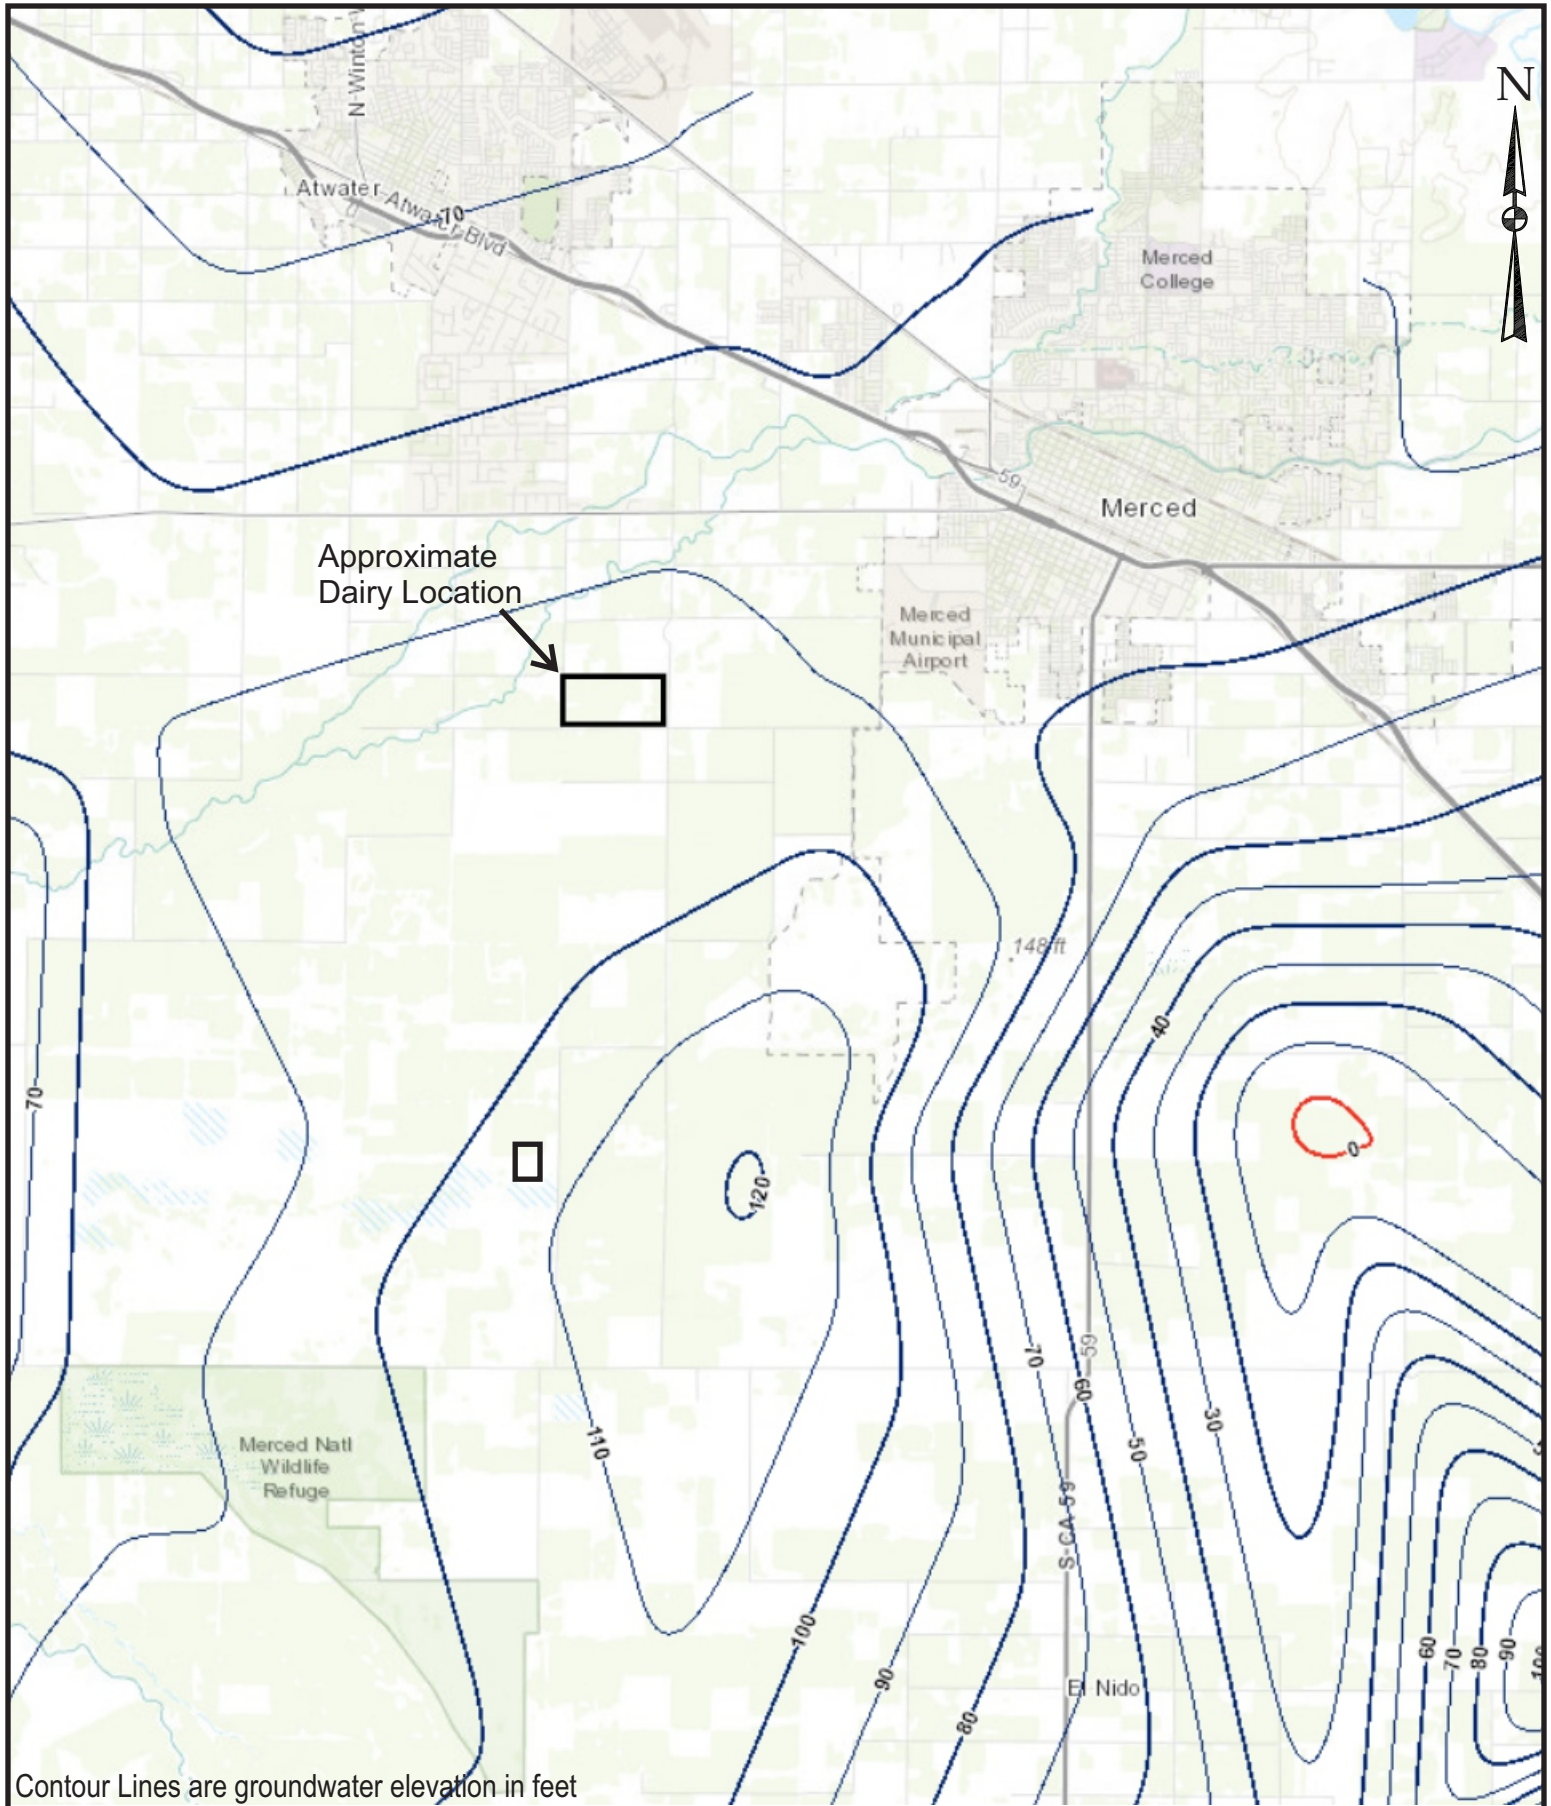 N-Winton
N
Atwater
Atwater Blvd
70
Merced
College
59
Merced
Approximate
Dairy Location
Merced
Municipal
Airport
148 ft
40
70
0
120
59
70
60
30
50
110
Merced Natl
Wildlife
Refuge
S-CA-59
100
60
70
80
90
90
El Nido
80
Contour Lines are groundwater elevation in feet